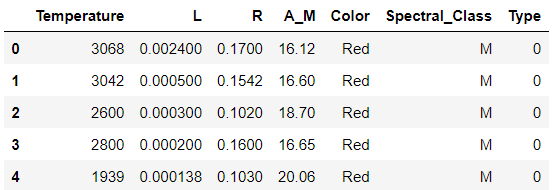 Temperature L R A_M Color Spectral_Class Type
0 3068 0.002400 0.1700 16.12 Red M 0
1 3042 0.000500 0.1542 16.60 Red M 0
2 2600 0.000300 0.1020 18.70 Red M 0
3 2800 0.000200 0.1600 16.65 Red M 0
4 1939 0.000138 0.1030 20.06 Red M 0